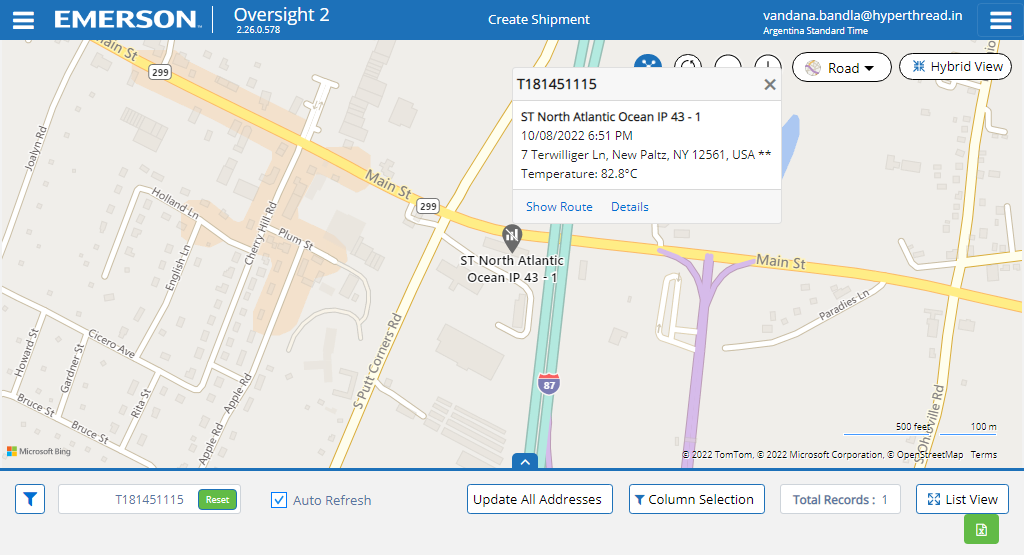 EMERSON
Oversight 2
2.26.0.578
Create Shipment
vandana.bandla@hyperthread.in
Argentina Standard Time
Road
Hybrid View
T181451115
ST North Atlantic Ocean IP 43 - 1
10/08/2022 6:51 PM
7 Terwilliger Ln, New Paltz, NY 12561, USA **
Temperature: 82.8°C
Show Route
Details
Main St
299
Joalyn Rd
Main St
299
Holland Ln
Cherry Hill Rd
Plum St
English Ln
ST North Atlantic
Ocean IP 43 - 1
Main St
Paradies Ln
Cicero Ave
Howard St
Gardner St
S Putt Corners Rd
87
Rita St
Apple Rd
Bruce St
Bruce St
Apple Rd
S Ohioville Rd
500 feet
100 m
Microsoft Bing
© 2022 TomTom, © 2022 Microsoft Corporation, © OpenStreetMap Terms
T181451115
Reset
Auto Refresh
Update All Addresses
Column Selection
Total Records : 1
List View